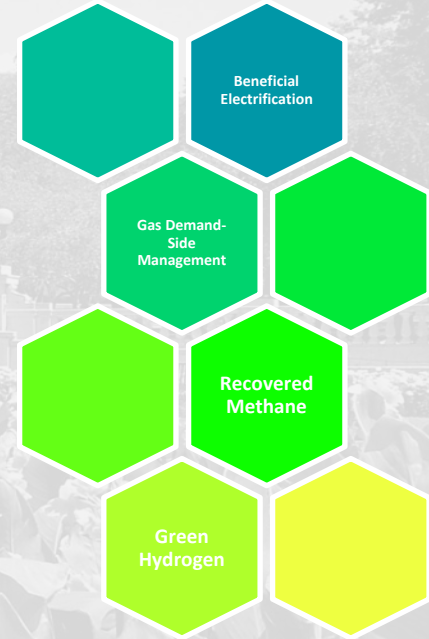 Beneficial
Electrification
Gas Demand-
Side
Management
Recovered
Methane
Green
Hydrogen